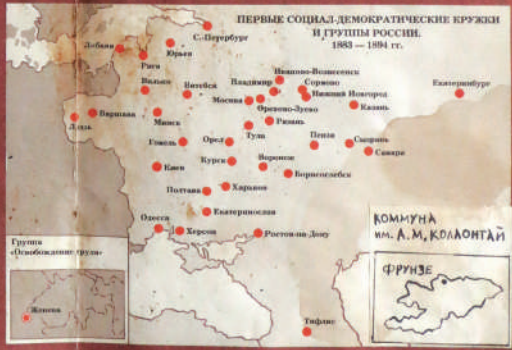 ПЕРВЫЕ СОЦИАЛ-ДЕМОКРАТИЧЕСКИЕ КРУЖКИ
И ГРУППЫ РОССИИ.
1883 — 1894 гг.
С.-Петербург
Либава
Юрьев
Рига
Вильно
Витебск
Владимир
Иваново-Вознесенск
Сормово
Нижний Новгород
Екатеринбург
Москва
Орехово-Зуево
Казань
Варшава
Лодзь
Минск
Рязань
Тула
Гомель
Орел
Пенза
Сызрань
Самара
Киев
Курск
Воронеж
Борисоглебск
Полтава
Харьков
Екатеринослав
Одесса
Херсон
Ростов-на-Дону
Тифлис
Группа
«Освобождение труда»
Женева
КОММУНА
ИМ. А.М. КОЛЛОНТАЙ
ФРУНЗЕ